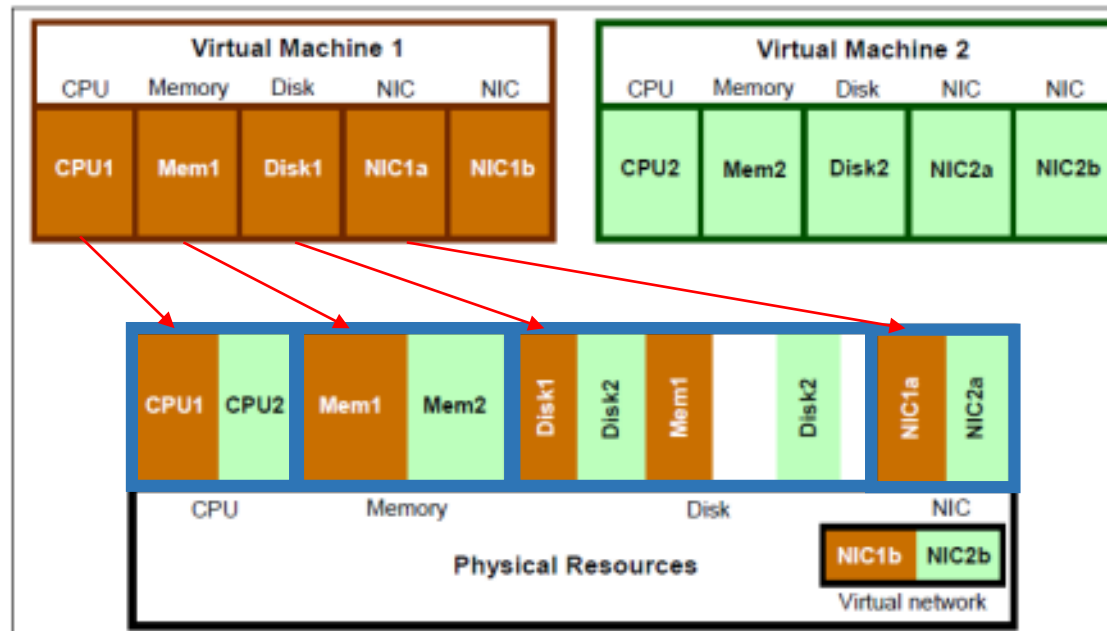 Virtual Machine 1
CPU Memory Disk NIC NIC
CPU1 Mem1 Disk1 NIC1a NIC1b
Virtual Machine 2
CPU Memory Disk NIC NIC
CPU2 Mem2 Disk2 NIC2a NIC2b
CPU1 CPU2 Mem1 Mem2 Disk1 Disk2 Mem1 Disk2 NIC1a NIC2a
CPU Memory Disk NIC
Physical Resources
NIC1b NIC2b
Virtual network